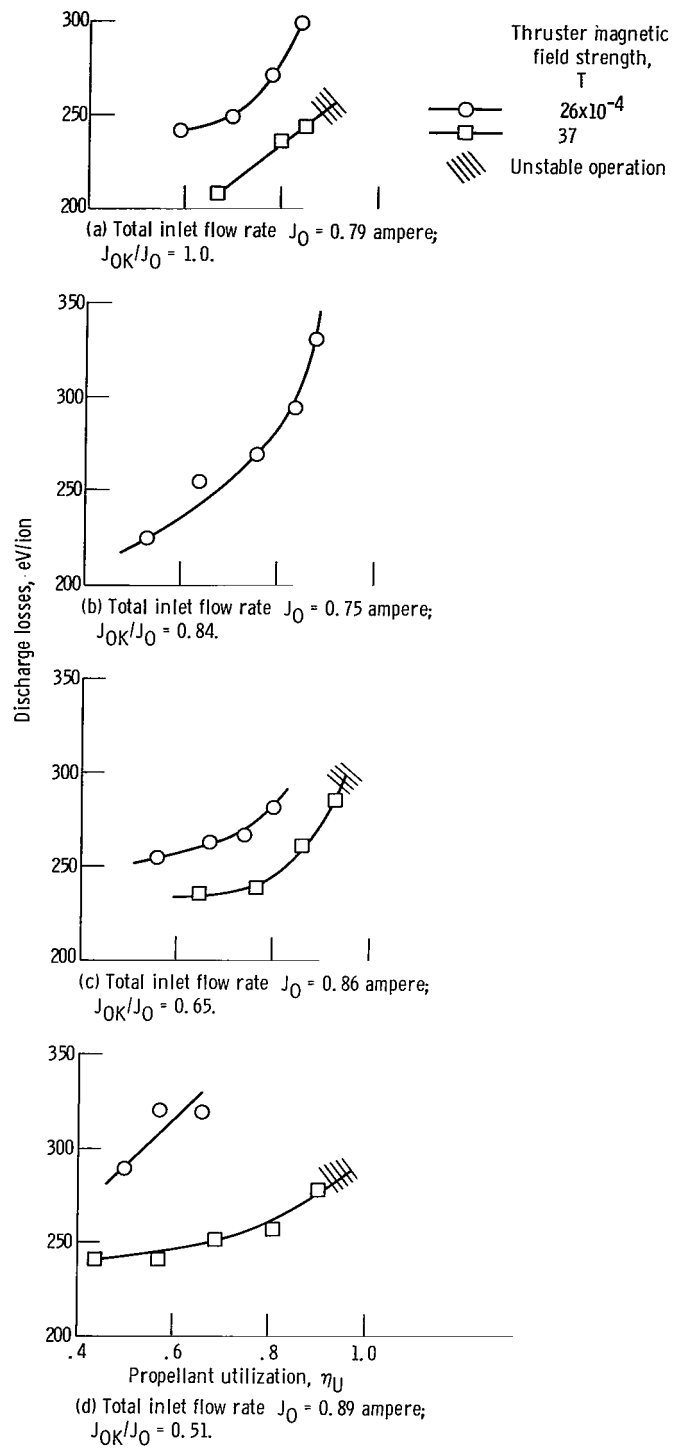 300
250
200
Thruster magnetic
field strength,
T
26x10⁻⁴
37
Unstable operation
(a) Total inlet flow rate J_O = 0.79 ampere;
J_OK/J_O = 1.0.
350
300
250
200
(b) Total inlet flow rate J_O = 0.75 ampere;
J_OK/J_O = 0.84.
Discharge losses, eV/ion
350
300
250
200
(c) Total inlet flow rate J_O = 0.86 ampere;
J_OK/J_O = 0.65.
350
300
250
200
.4 .6 .8 1.0
Propellant utilization, η_U
(d) Total inlet flow rate J_O = 0.89 ampere;
J_OK/J_O = 0.51.